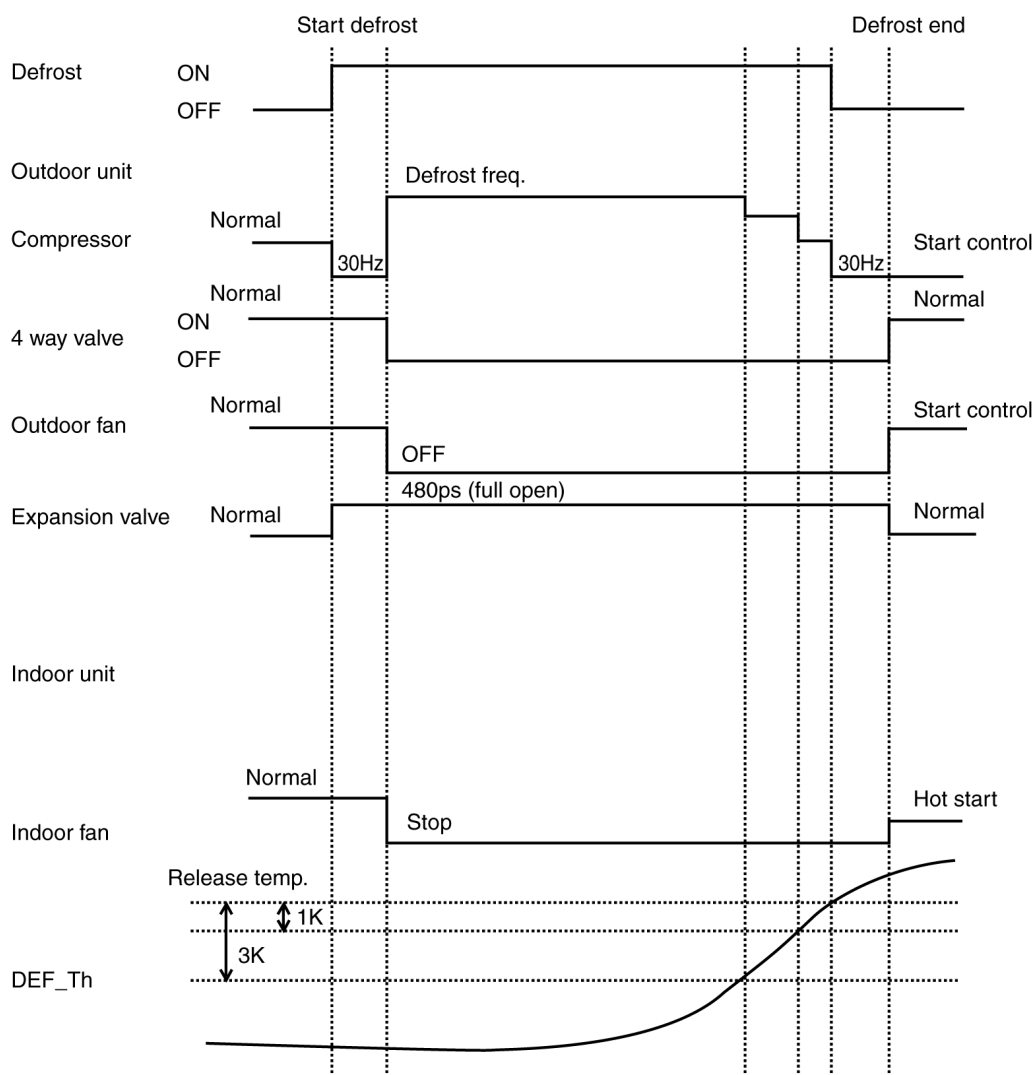 Start defrost
Defrost end
Defrost
ON
OFF
Outdoor unit
Defrost freq.
Normal
Compressor
30Hz
30Hz
Start control
Normal
Normal
ON
4 way valve
OFF
Normal
Start control
Outdoor fan
OFF
480ps (full open)
Expansion valve
Normal
Normal
Indoor unit
Normal
Hot start
Indoor fan
Stop
Release temp.
1K
3K
DEF_Th